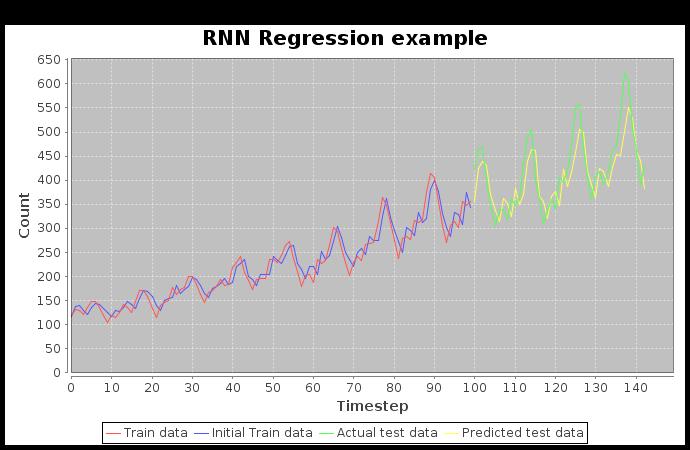 RNN Regression example
650
600
550
500
450
400
350
300
250
200
150
100
50
0
Count
0 10 20 30 40 50 60 70 80 90 100 110 120 130 140
Timestep
Train data Initial Train data Actual test data Predicted test data